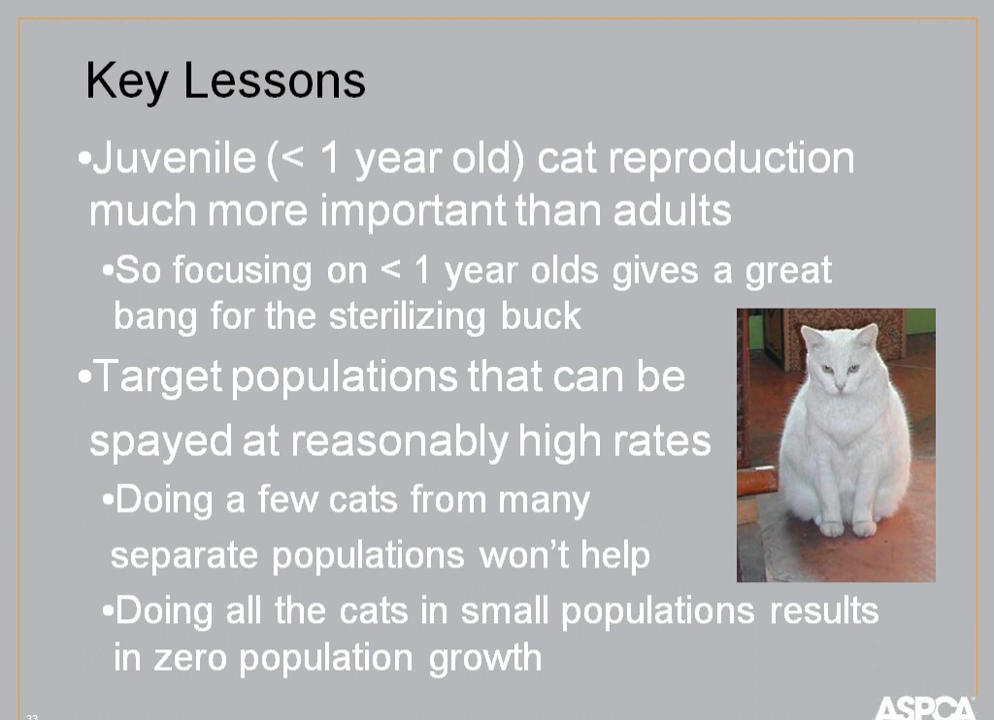 Key Lessons
•Juvenile (< 1 year old) cat reproduction
much more important than adults
•So focusing on < 1 year olds gives a great
bang for the sterilizing buck
•Target populations that can be
spayed at reasonably high rates
•Doing a few cats from many
separate populations won't help
•Doing all the cats in small populations results
in zero population growth
33
ASPCA